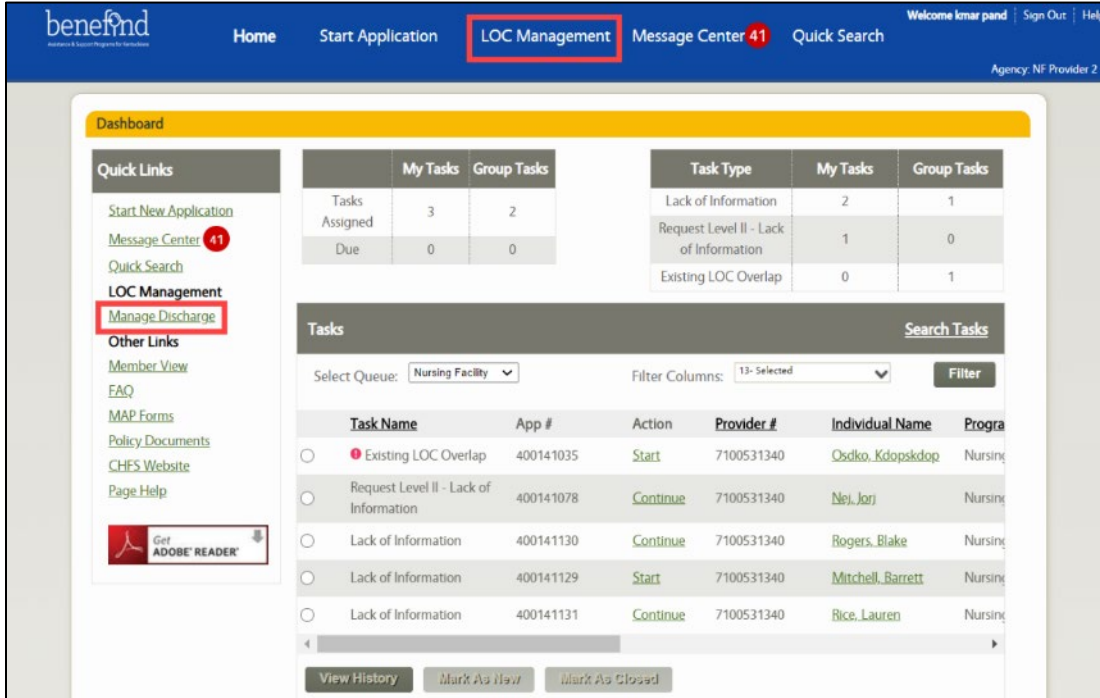 Welcome kmar pand Sign Out Help
benefind
Assistance & Support Programs for Kentuckians
Home Start Application LOC Management Message Center 41 Quick Search
Agency: NF Provider 2
Dashboard
Quick Links
Start New Application
Message Center 41
Quick Search
LOC Management
Manage Discharge
Other Links
Member View
FAQ
MAP Forms
Policy Documents
CHFS Website
Page Help
Get
ADOBE® READER®
My Tasks Group Tasks
Tasks Assigned 3 2
Due 0 0
Task Type My Tasks Group Tasks
Lack of Information 2 1
Request Level II - Lack
of Information 1 0
Existing LOC Overlap 0 1
Tasks Search Tasks
Select Queue: Nursing Facility Filter Columns: 13- Selected Filter
Task Name App # Action Provider # Individual Name Progra
Existing LOC Overlap 400141035 Start 7100531340 Osdko, Kdopskdop Nursing
Request Level II - Lack of
Information 400141078 Continue 7100531340 Nej, Jorj Nursing
Lack of Information 400141130 Continue 7100531340 Rogers, Blake Nursing
Lack of Information 400141129 Start 7100531340 Mitchell, Barrett Nursing
Lack of Information 400141131 Continue 7100531340 Rice, Lauren Nursing
View History Mark As New Mark As Closed